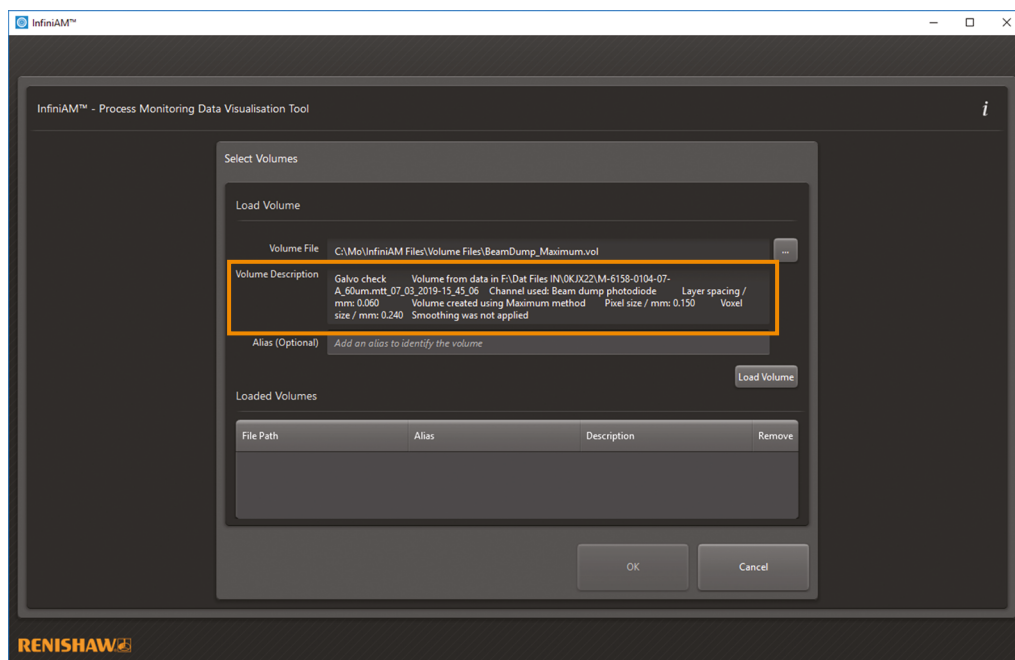 InfiniAM™
InfiniAM™ - Process Monitoring Data Visualisation Tool
i
Select Volumes
Load Volume
Volume File
C:\Mo\InfiniAM Files\Volume Files\BeamDump_Maximum.vol
...
Volume Description
Galvo check Volume from data in F:\Dat Files IN\0KJX22\M-6158-0104-07-
A_60um.mtt_07_03_2019-15_45_06 Channel used: Beam dump photodiode Layer spacing /
mm: 0.060 Volume created using Maximum method Pixel size / mm: 0.150 Voxel
size / mm: 0.240 Smoothing was not applied
Alias (Optional)
Add an alias to identify the volume
Load Volume
Loaded Volumes
File Path Alias Description Remove
OK Cancel
RENISHAW